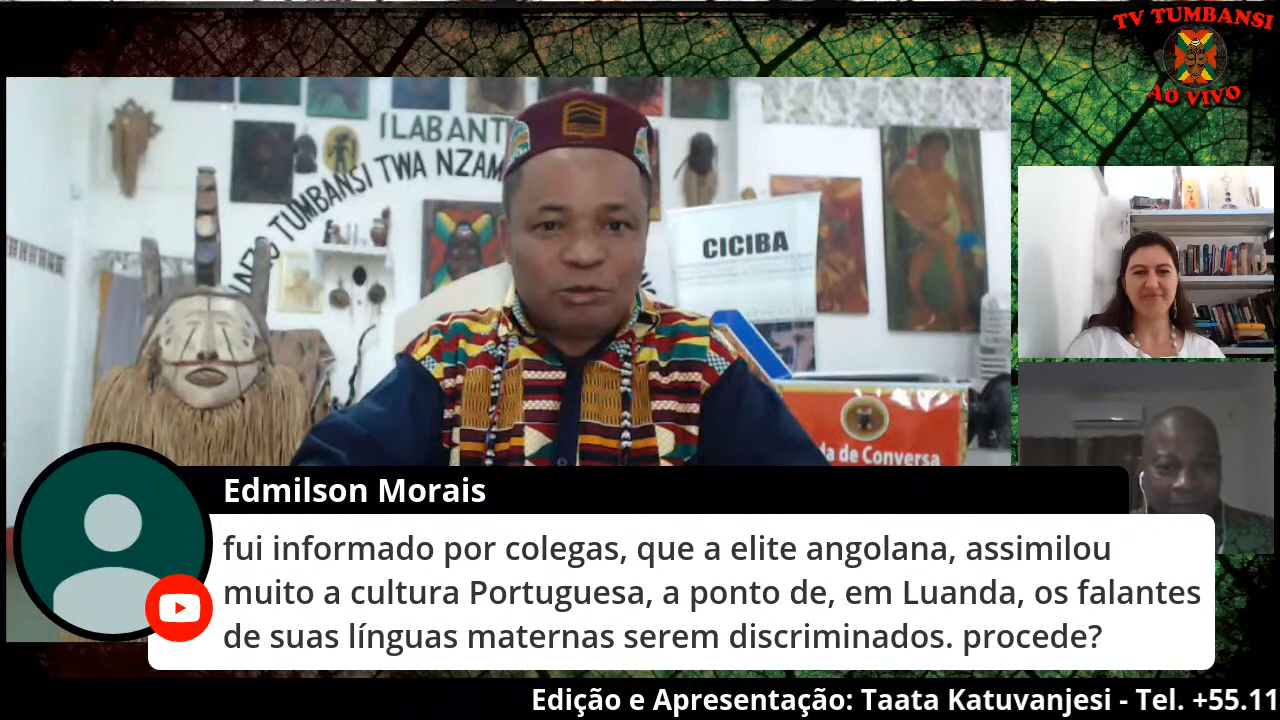 TV TUMBANSI
AO VIVO
ILABANT
NZO TUMBANSI TWA NZAM
CICIBA
da de Conversa
Edmilson Morais
fui informado por colegas, que a elite angolana, assimilou
muito a cultura Portuguesa, a ponto de, em Luanda, os falantes
de suas línguas maternas serem discriminados. procede?
Edição e Apresentação: Taata Katuvanjesi - Tel. +55.11